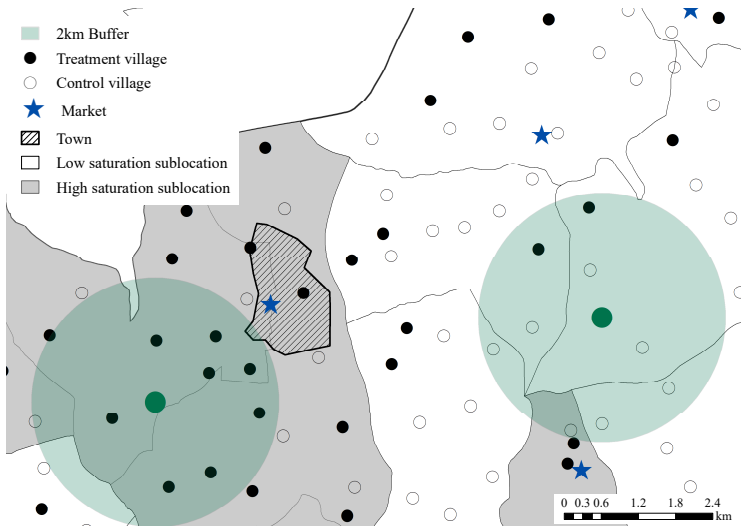 2km Buffer
Treatment village
Control village
Market
Town
Low saturation sublocation
High saturation sublocation
0 0.3 0.6 1.2 1.8 2.4
km